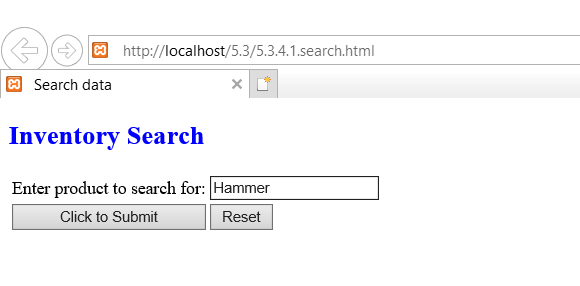 http://localhost/5.3/5.3.4.1.search.html
Search data
Inventory Search
Enter product to search for: Hammer
Click to Submit Reset